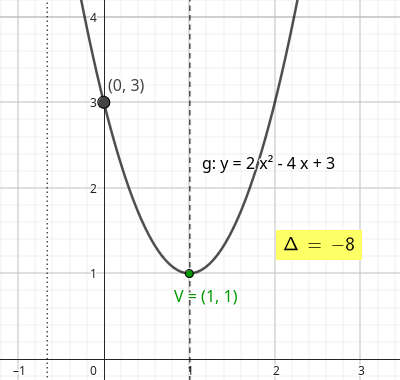 4
(0, 3)
3
g: y = 2 x² - 4 x + 3
2
Δ = −8
1
V = (1, 1)
−1 0 1 2 3